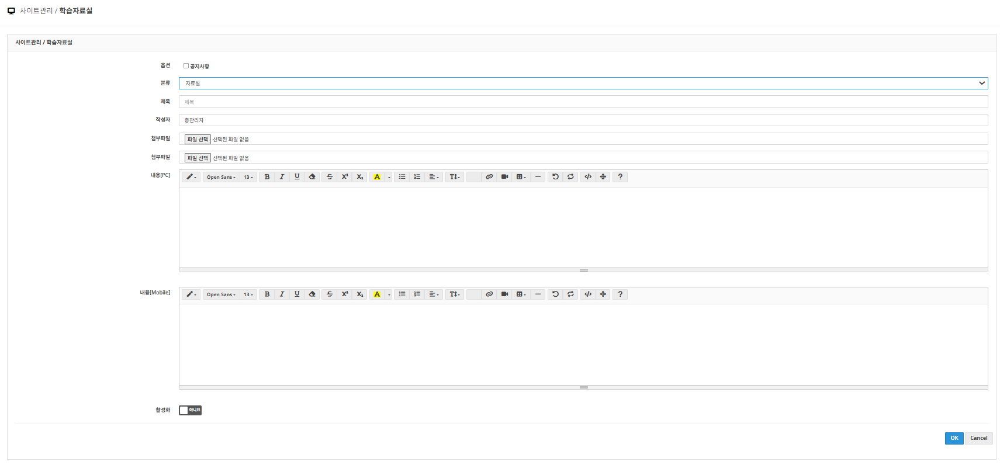 사이트관리 / 학습자료실
사이트관리 / 학습자료실
옵션 공지사항
분류 자료실
제목 제목
작성자 총관리자
첨부파일 파일 선택 선택된 파일 없음
첨부파일 파일 선택 선택된 파일 없음
내용[PC] Open Sans 13 B I U S X¹ X₁ A T ?
내용[Mobile] Open Sans 13 B I U S X¹ X₁ A T ?
활성화 아니요
OK Cancel